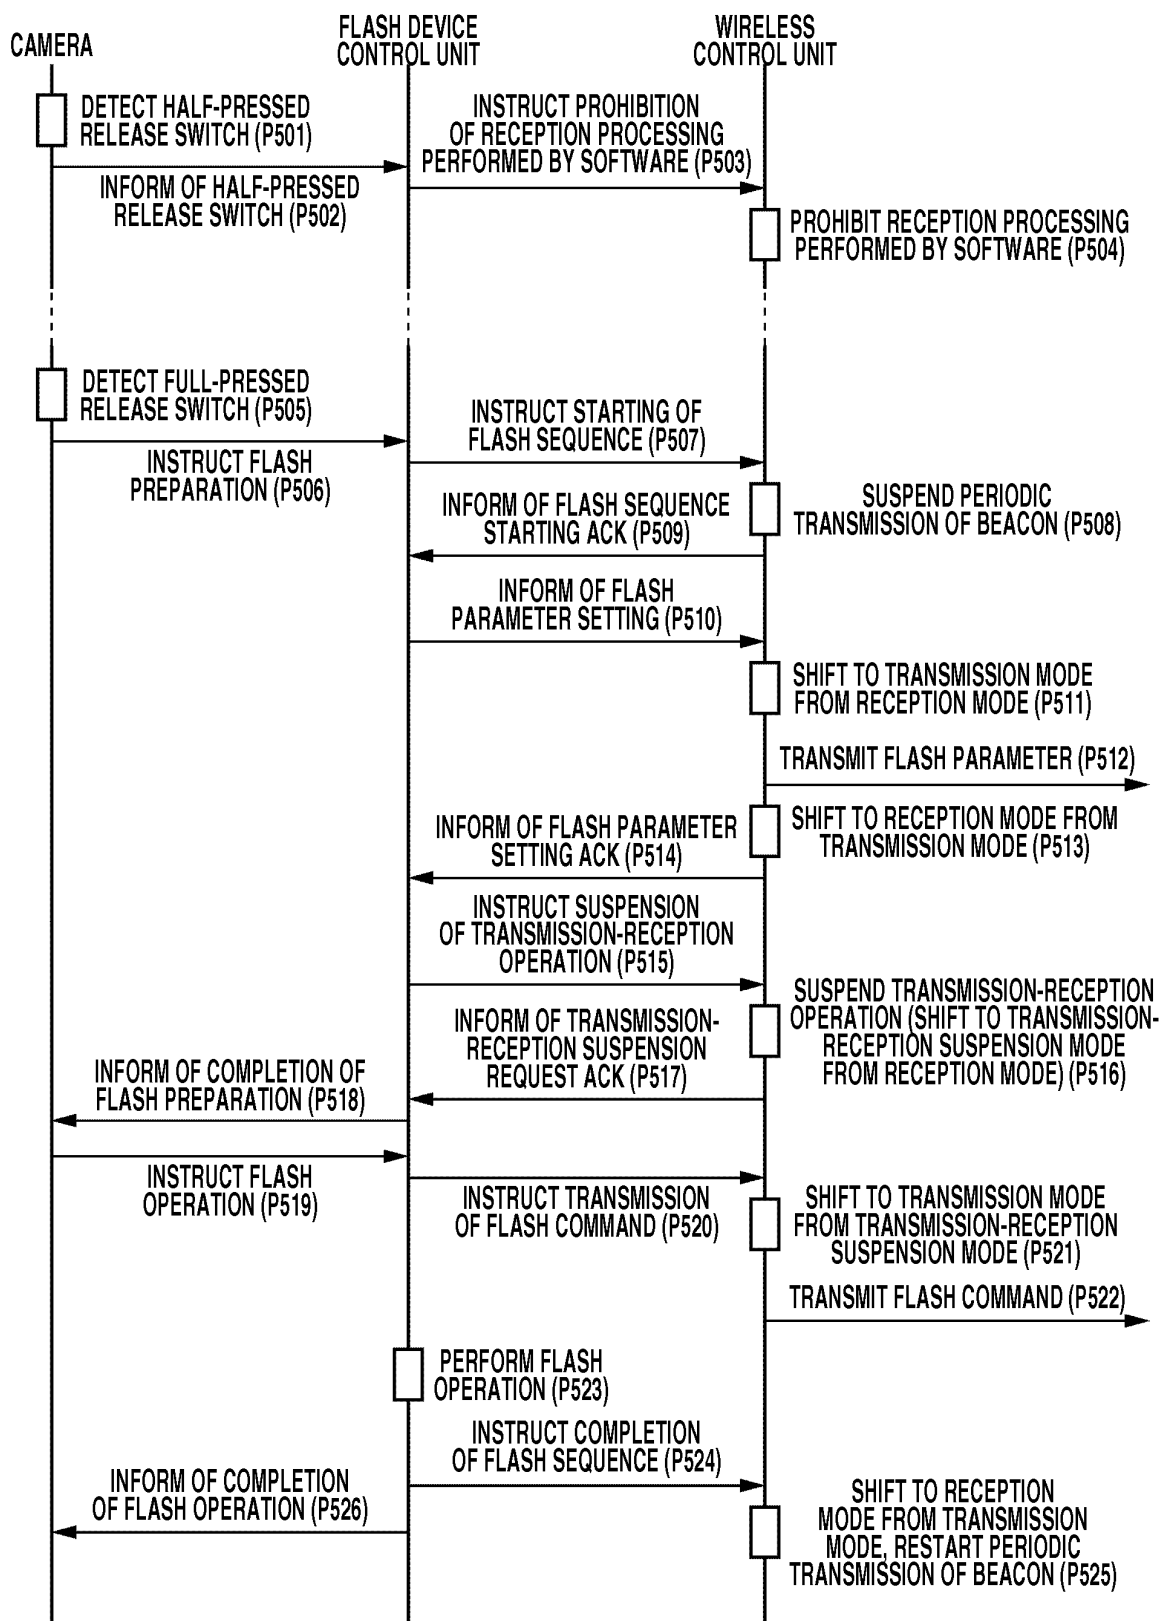 CAMERA
FLASH DEVICE
CONTROL UNIT
WIRELESS
CONTROL UNIT
DETECT HALF-PRESSED
RELEASE SWITCH (P501)
INFORM OF HALF-PRESSED
RELEASE SWITCH (P502)
INSTRUCT PROHIBITION
OF RECEPTION PROCESSING
PERFORMED BY SOFTWARE (P503)
PROHIBIT RECEPTION PROCESSING
PERFORMED BY SOFTWARE (P504)
DETECT FULL-PRESSED
RELEASE SWITCH (P505)
INSTRUCT FLASH
PREPARATION (P506)
INSTRUCT STARTING OF
FLASH SEQUENCE (P507)
SUSPEND PERIODIC
TRANSMISSION OF BEACON (P508)
INFORM OF FLASH SEQUENCE
STARTING ACK (P509)
INFORM OF FLASH
PARAMETER SETTING (P510)
SHIFT TO TRANSMISSION MODE
FROM RECEPTION MODE (P511)
TRANSMIT FLASH PARAMETER (P512)
SHIFT TO RECEPTION MODE FROM
TRANSMISSION MODE (P513)
INFORM OF FLASH PARAMETER
SETTING ACK (P514)
INSTRUCT SUSPENSION
OF TRANSMISSION-RECEPTION
OPERATION (P515)
SUSPEND TRANSMISSION-RECEPTION
OPERATION (SHIFT TO TRANSMISSION-
RECEPTION SUSPENSION MODE
FROM RECEPTION MODE) (P516)
INFORM OF TRANSMISSION-
RECEPTION SUSPENSION
REQUEST ACK (P517)
INFORM OF COMPLETION OF
FLASH PREPARATION (P518)
INSTRUCT FLASH
OPERATION (P519)
INSTRUCT TRANSMISSION
OF FLASH COMMAND (P520)
SHIFT TO TRANSMISSION MODE
FROM TRANSMISSION-RECEPTION
SUSPENSION MODE (P521)
TRANSMIT FLASH COMMAND (P522)
PERFORM FLASH
OPERATION (P523)
INSTRUCT COMPLETION
OF FLASH SEQUENCE (P524)
INFORM OF COMPLETION
OF FLASH OPERATION (P526)
SHIFT TO RECEPTION
MODE FROM TRANSMISSION
MODE, RESTART PERIODIC
TRANSMISSION OF BEACON (P525)